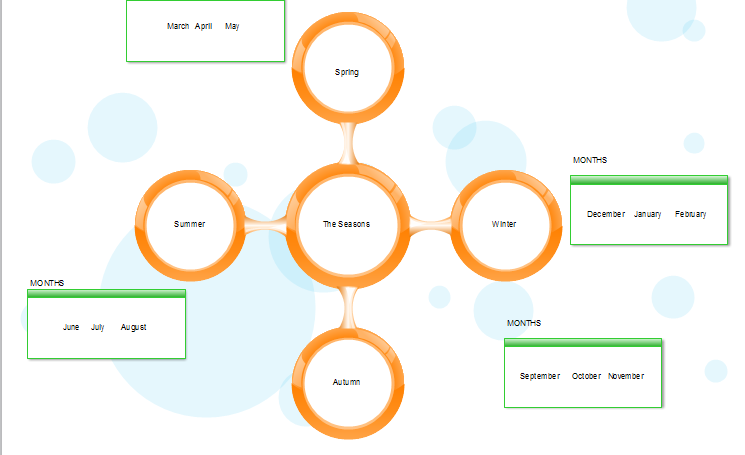 March April May
Spring
MONTHS
December January February
Summer
The Seasons
Winter
MONTHS
June July August
MONTHS
September October November
Autumn